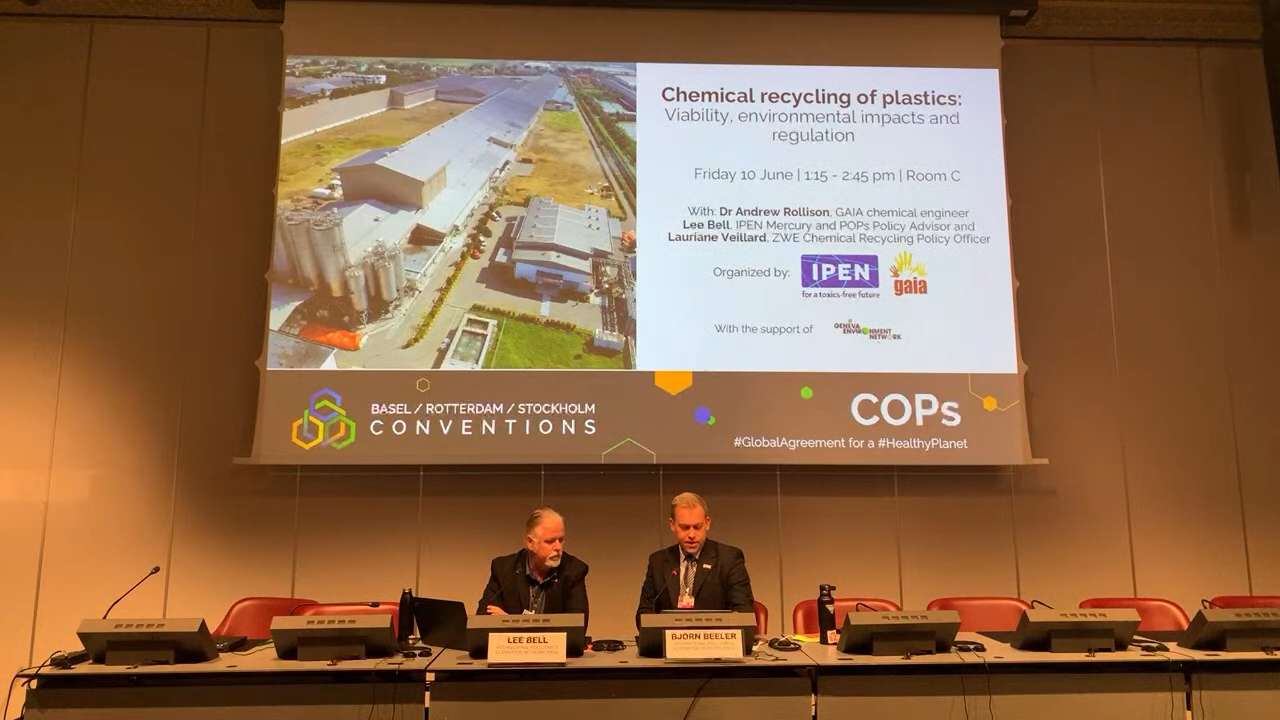 Chemical recycling of plastics:
Viability, environmental impacts and
regulation
Friday 10 June | 1:15 - 2:45 pm | Room C
With: Dr Andrew Rollison, GAIA chemical engineer
Lee Bell, IPEN Mercury and POPs Policy Advisor and
Lauriane Veillard, ZWE Chemical Recycling Policy Officer
Organized by:
IPEN
for a toxics-free future
gaia
With the support of
GENEVA
ENVIRONMENT
NETWORK
BASEL / ROTTERDAM / STOCKHOLM
CONVENTIONS
COPs
#GlobalAgreement for a #HealthyPlanet
LEE BELL
BJORN BEELER